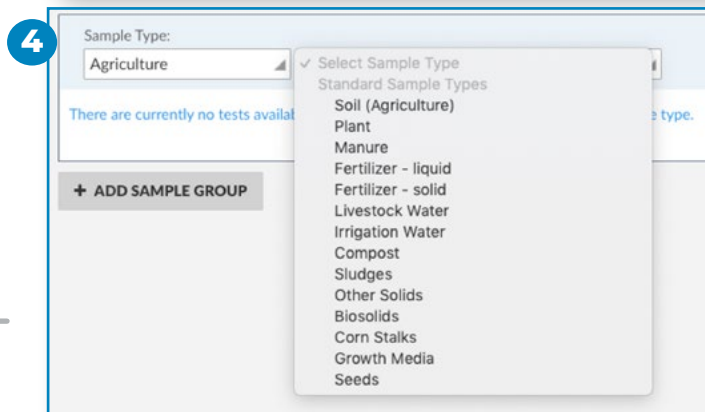 4
Sample Type:
Agriculture
✓ Select Sample Type
Standard Sample Types
Soil (Agriculture)
Plant
Manure
Fertilizer - liquid
Fertilizer - solid
Livestock Water
Irrigation Water
Compost
Sludges
Other Solids
Biosolids
Corn Stalks
Growth Media
Seeds
There are currently no tests type.
+ ADD SAMPLE GROUP